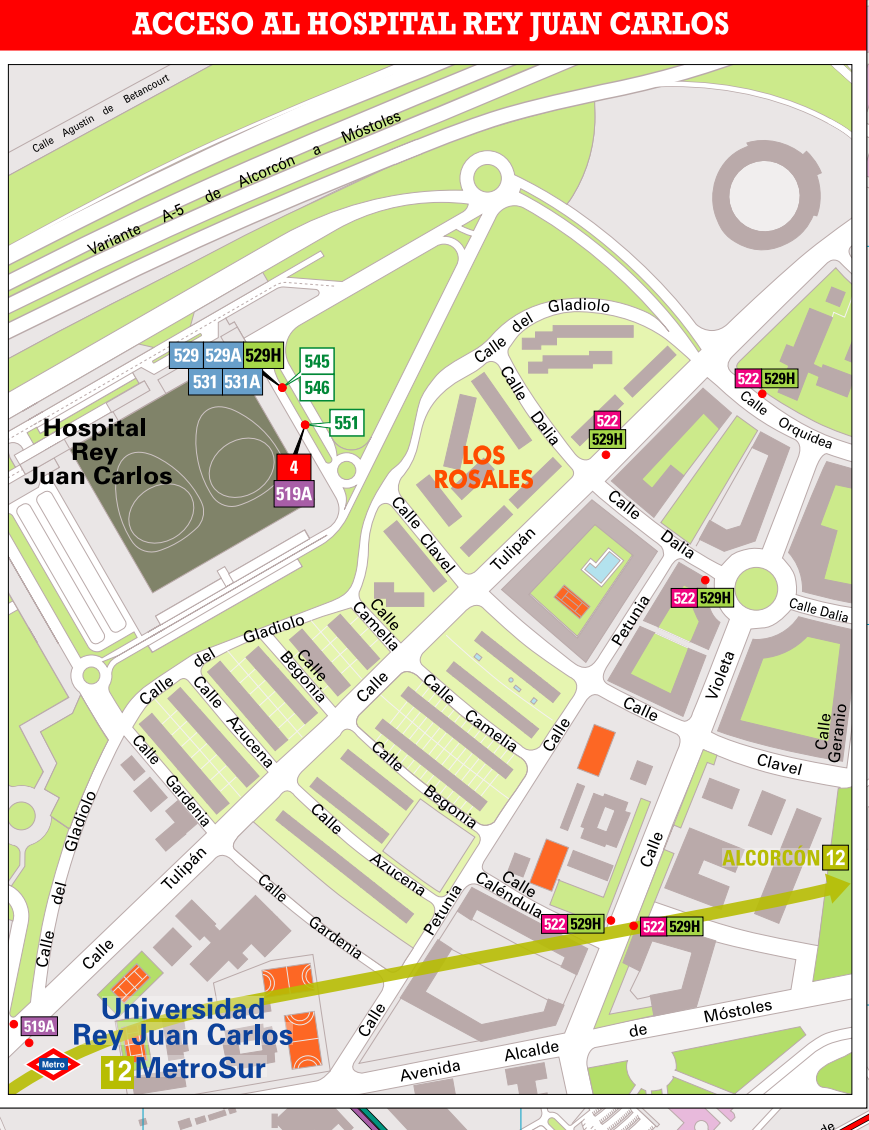 ACCESO AL HOSPITAL REY JUAN CARLOS
Calle Agustín de Betancourt
Variante A-5 de Alcorcón a Móstoles
Calle del Gladiolo
529 529A 529H
531 531A
545
546
551
4
519A
Hospital
Rey
Juan Carlos
522 529H
Calle Orquidea
Calle Dalia
522
529H
LOS
ROSALES
Calle Clavel
Tulipán
Calle Dalia
522 529H
Calle Dalia
Petunia
Violeta
Calle Camelia
Calle del Gladiolo
Calle Begonia
Calle Azucena
Calle Gardenia
Calle
Calle Camelia
Calle
Calle
Clavel
Calle Geranio
Calle Begonia
Calle Azucena
Calle
ALCORCÓN 12
Calle del Gladiolo
Tulipán
Calle
Petunia
Calle Caléndula
522 529H
522 529H
Calle Gardenia
Calle
Universidad
Rey Juan Carlos
12 MetroSur
519A
Metro
Avenida Alcalde de Móstoles
de